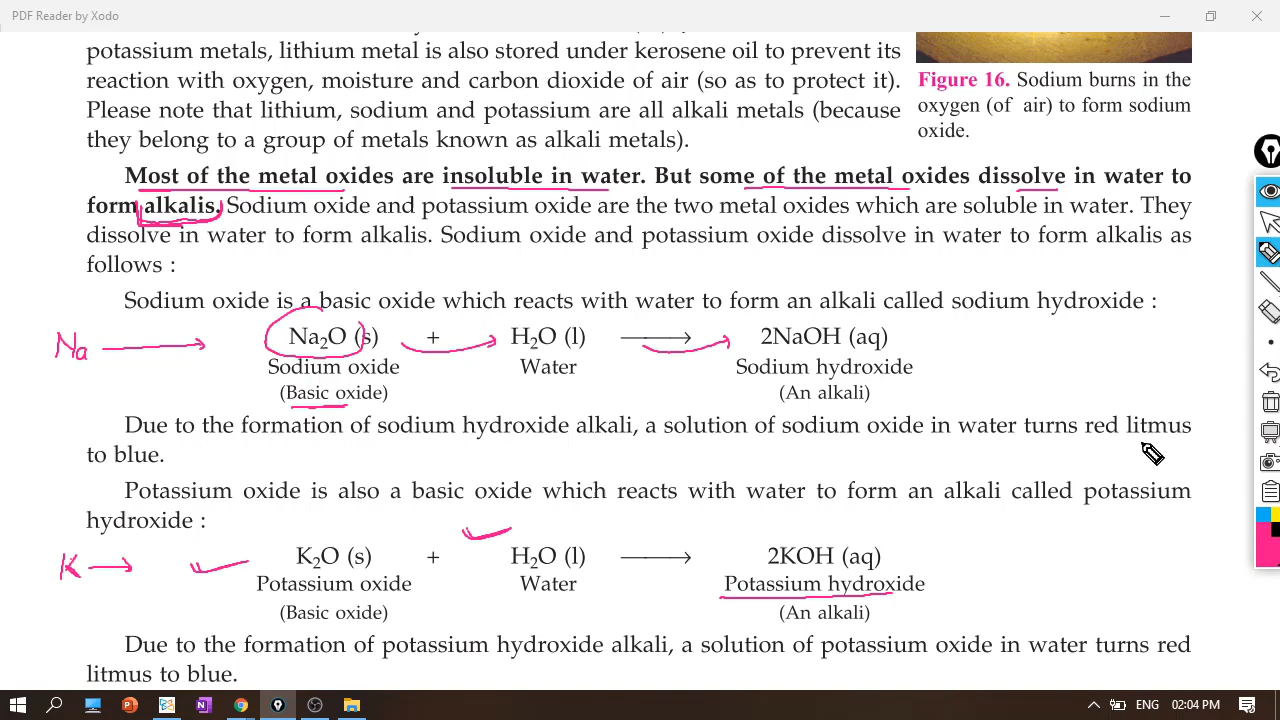 PDF Reader by Xodo
potassium metals, lithium metal is also stored under kerosene oil to prevent its
reaction with oxygen, moisture and carbon dioxide of air (so as to protect it).
Please note that lithium, sodium and potassium are all alkali metals (because
they belong to a group of metals known as alkali metals).
Figure 16. Sodium burns in the
oxygen (of air) to form sodium
oxide.
Most of the metal oxides are insoluble in water. But some of the metal oxides dissolve in water to
form alkalis. Sodium oxide and potassium oxide are the two metal oxides which are soluble in water. They
dissolve in water to form alkalis. Sodium oxide and potassium oxide dissolve in water to form alkalis as
follows :
Sodium oxide is a basic oxide which reacts with water to form an alkali called sodium hydroxide :
Na → Na₂O (s) + H₂O (l) → 2NaOH (aq)
Sodium oxide Water Sodium hydroxide
(Basic oxide) (An alkali)
Due to the formation of sodium hydroxide alkali, a solution of sodium oxide in water turns red litmus
to blue.
Potassium oxide is also a basic oxide which reacts with water to form an alkali called potassium
hydroxide :
K → K₂O (s) + H₂O (l) → 2KOH (aq)
Potassium oxide Water Potassium hydroxide
(Basic oxide) (An alkali)
Due to the formation of potassium hydroxide alkali, a solution of potassium oxide in water turns red
litmus to blue.
ENG 02:04 PM